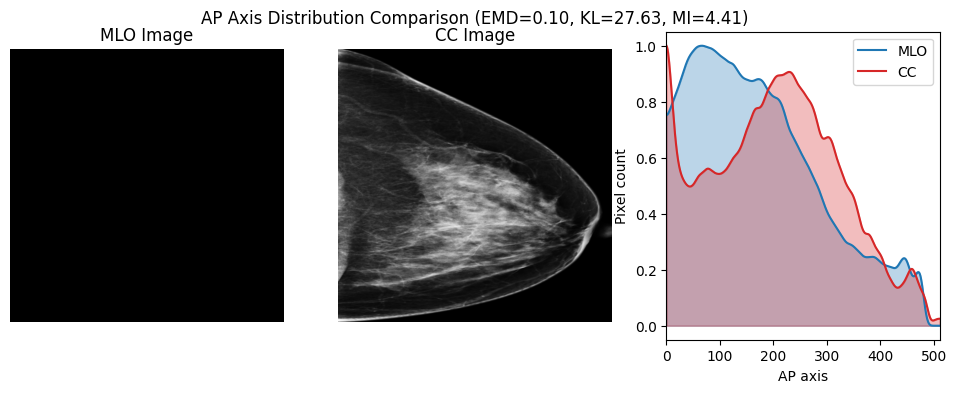 AP Axis Distribution Comparison (EMD=0.10, KL=27.63, MI=4.41)
MLO Image
CC Image
MLO
CC
Pixel count
1.0
0.8
0.6
0.4
0.2
0.0
0 100 200 300 400 500
AP axis